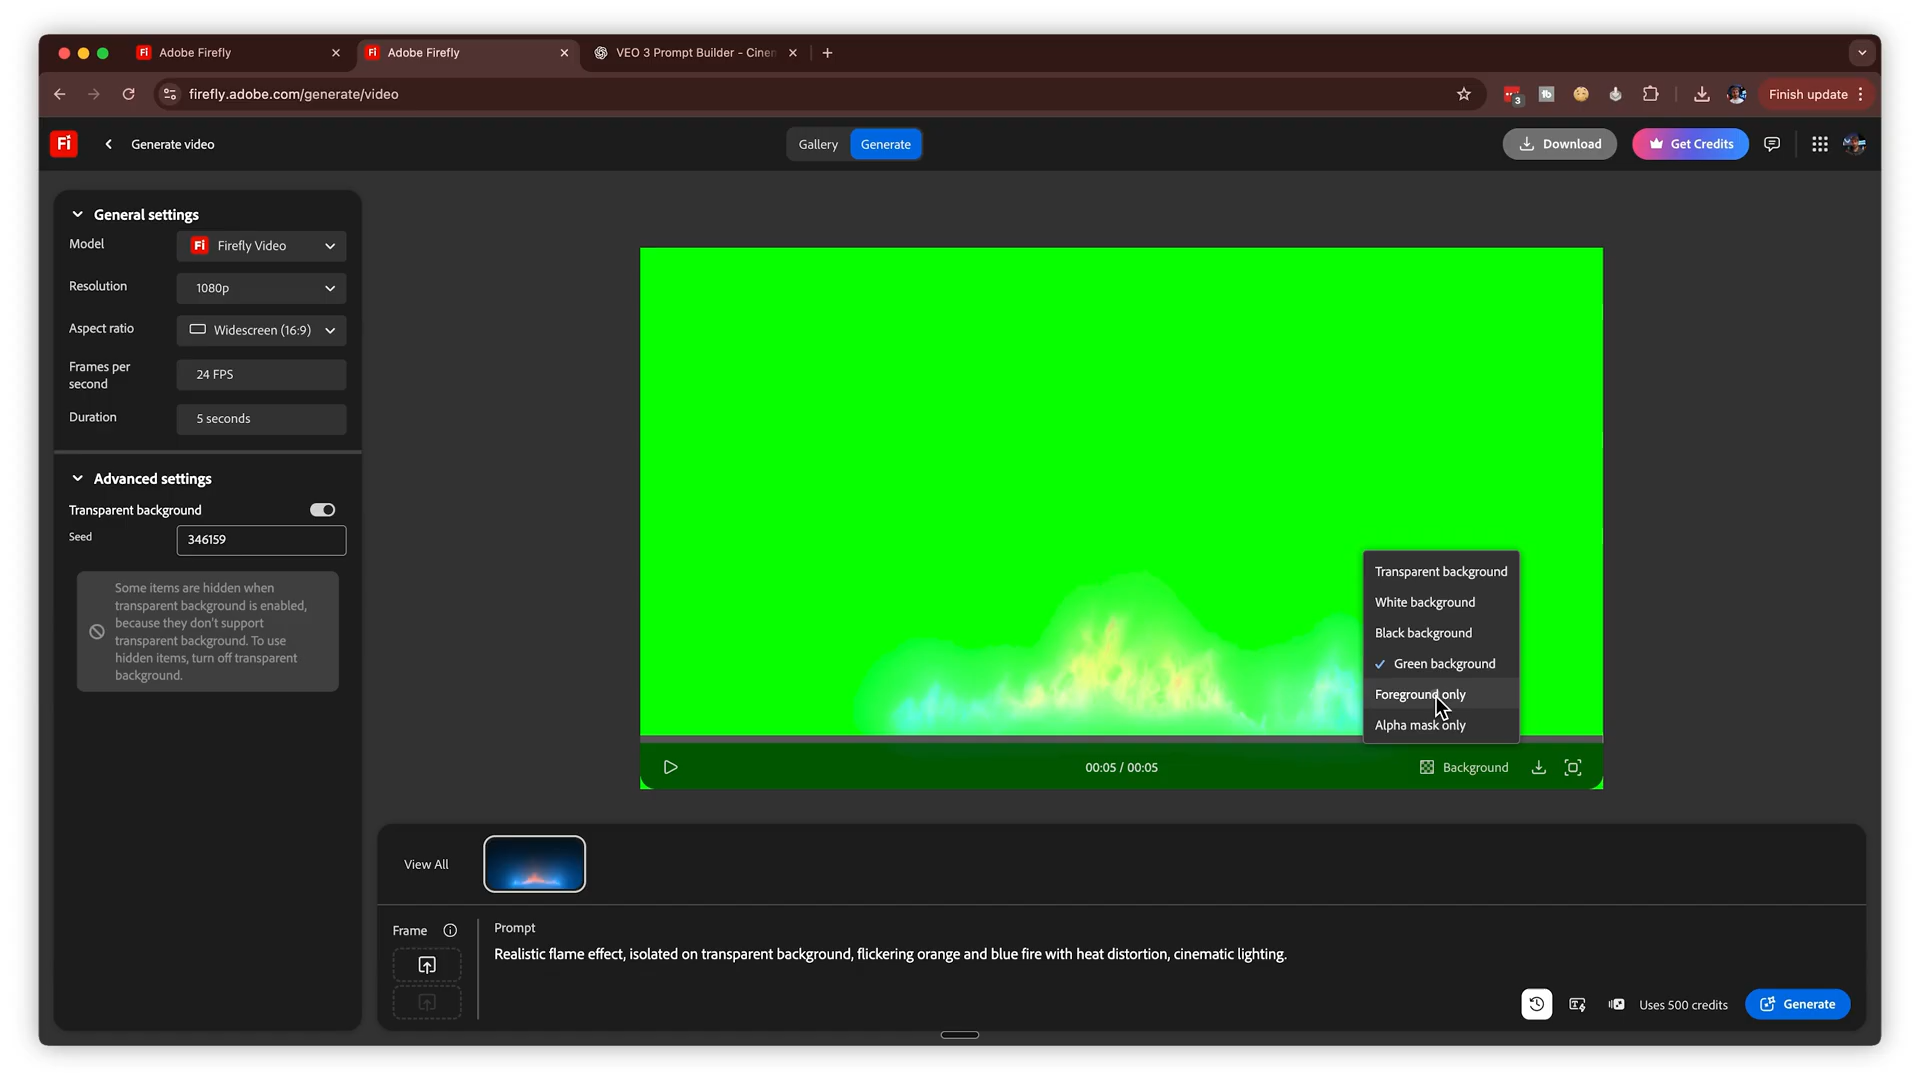 Adobe Firefly
Adobe Firefly
VEO 3 Prompt Builder - Cinen
firefly.adobe.com/generate/video
3
tb
Finish update
Fi
Generate video
Gallery
Generate
Download
Get Credits
General settings
Model
Fi Firefly Video
Resolution
1080p
Aspect ratio
Widescreen (16:9)
Frames per
second
24 FPS
Duration
5 seconds
Advanced settings
Transparent background
Seed
346159
Some items are hidden when
transparent background is enabled,
because they don't support
transparent background. To use
hidden items, turn off transparent
background.
Transparent background
White background
Black background
Green background
Foreground only
Alpha mask only
00:05 / 00:05
Background
View All
Frame
Prompt
Realistic flame effect, isolated on transparent background, flickering orange and blue fire with heat distortion, cinematic lighting.
Uses 500 credits
Generate